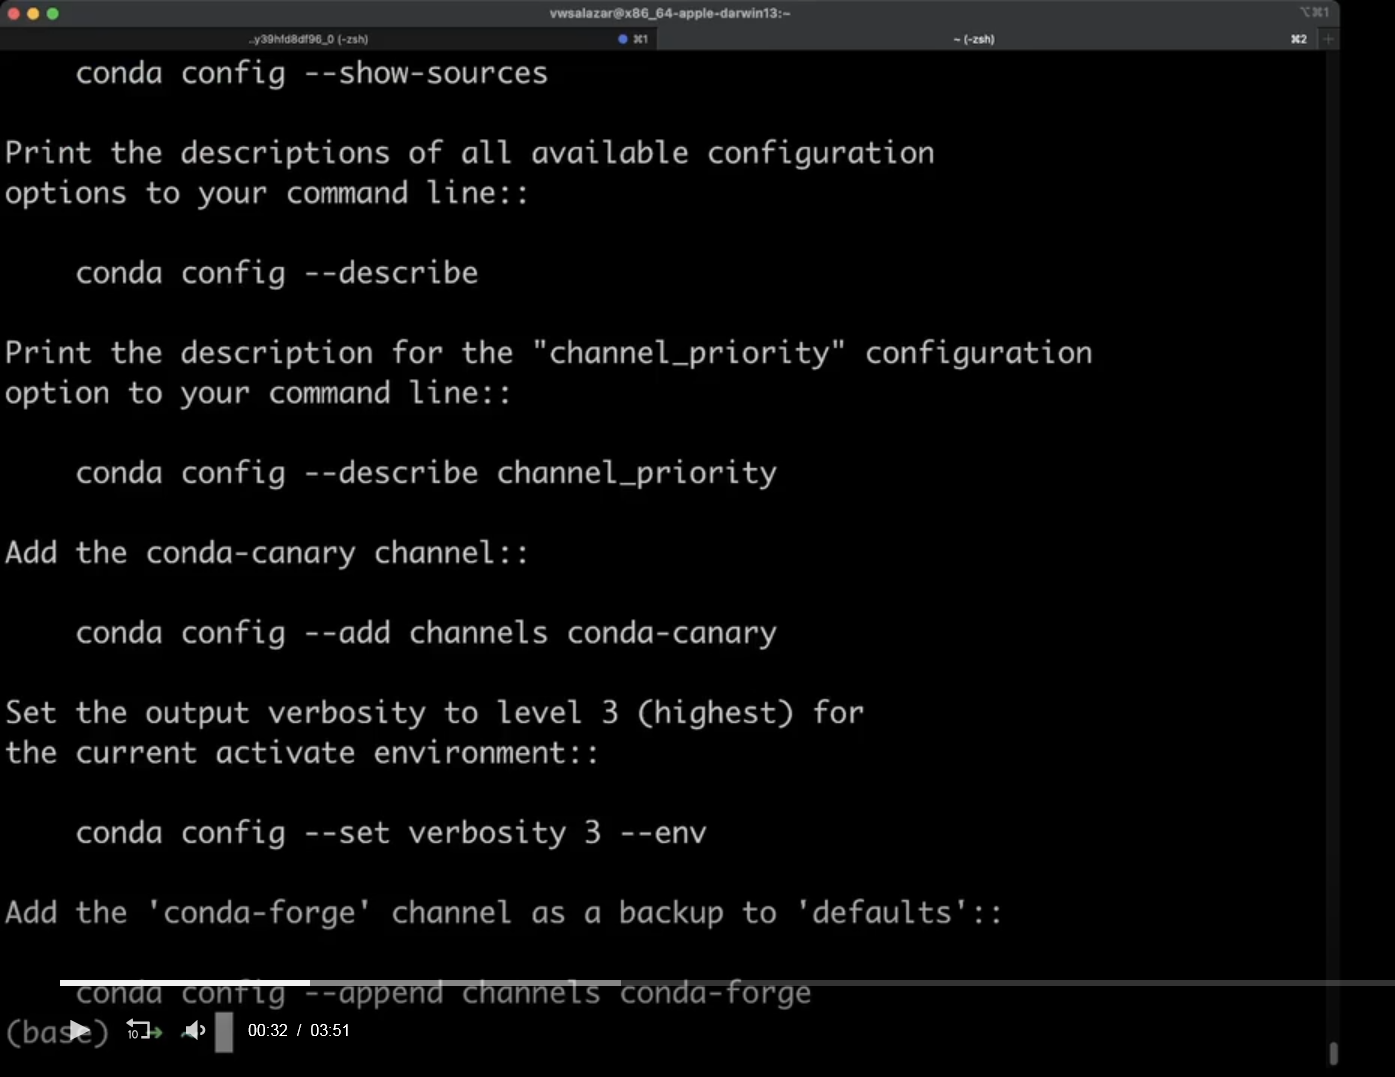 vwsalazar@x86_64-apple-darwin13:~
⌥⌘1
..y39hfd8df96_0 (-zsh)
⌘1
~ (-zsh)
⌘2
+
conda config --show-sources
Print the descriptions of all available configuration
options to your command line::
conda config --describe
Print the description for the "channel_priority" configuration
option to your command line::
conda config --describe channel_priority
Add the conda-canary channel::
conda config --add channels conda-canary
Set the output verbosity to level 3 (highest) for
the current activate environment::
conda config --set verbosity 3 --env
Add the 'conda-forge' channel as a backup to 'defaults'::
conda config --append channels conda-forge
(base)
10
00:32 / 03:51